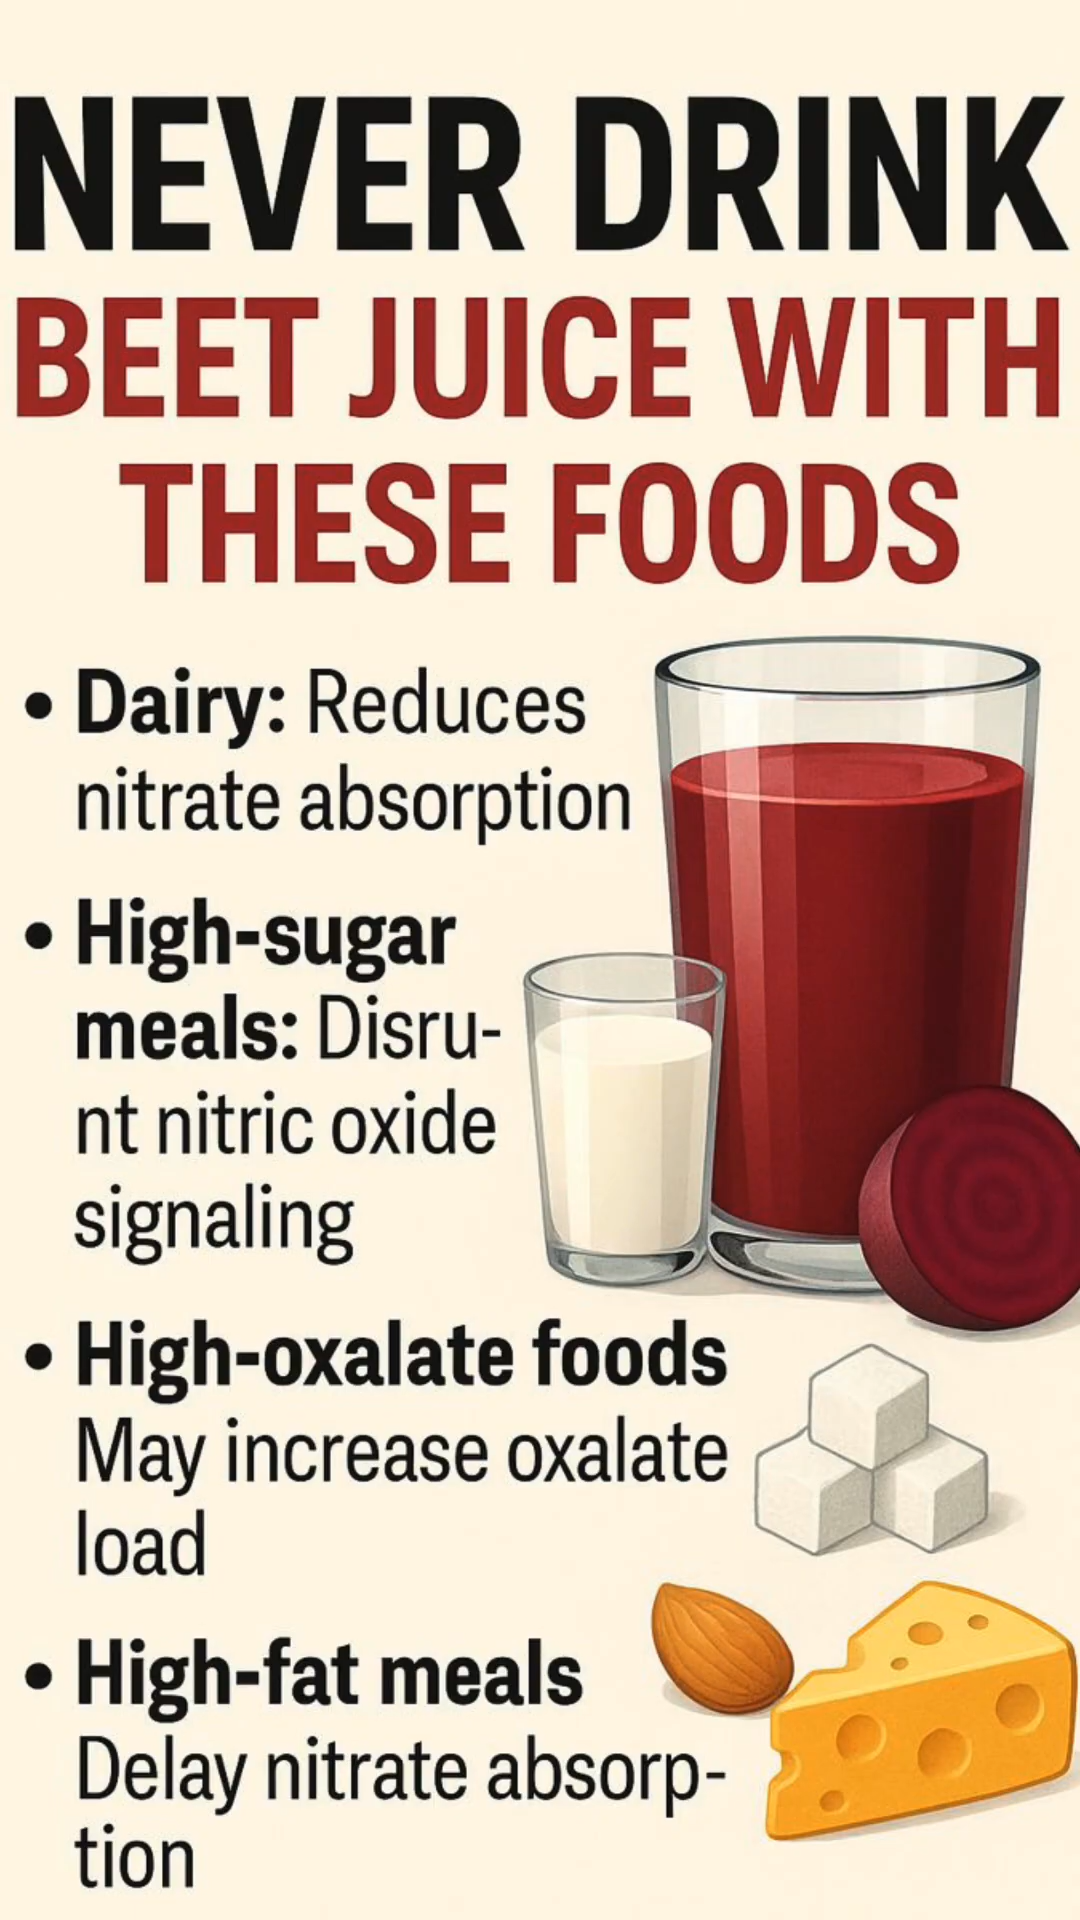 NEVER DRINK
BEET JUICE WITH
THESE FOODS
• Dairy: Reduces
nitrate absorption
• High-sugar
meals: Disru-
nt nitric oxide
signaling
• High-oxalate foods
May increase oxalate
load
• High-fat meals
Delay nitrate absorp-
tion